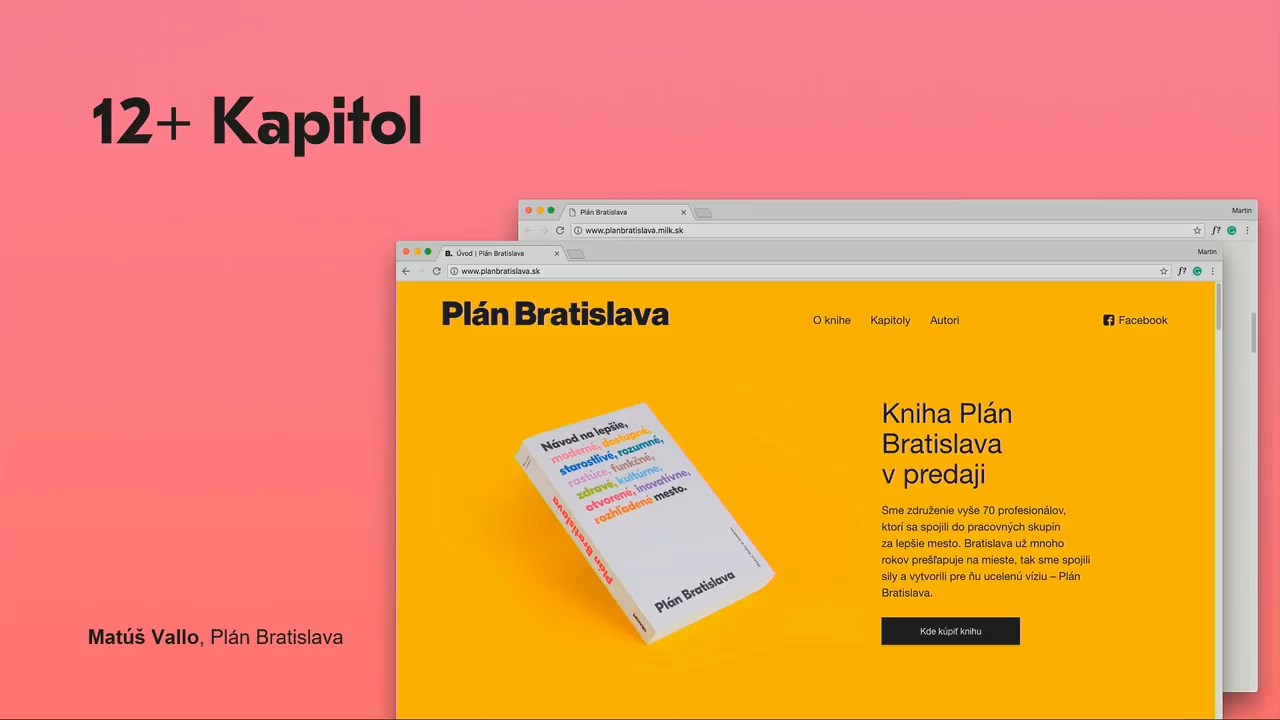 12+ Kapitol
Plán Bratislava
Martin
www.planbratislava.milk.sk
f?
B. Úvod | Plán Bratislava
Martin
www.planbratislava.sk
f?
Plán Bratislava
O knihe Kapitoly Autori
Facebook
Návod na lepšie,
moderné, dostupné,
starostlivé, rozumné,
rastúce, funkčné,
zdravé, kultúrne,
otvorené, inovatívne,
rozhľadené mesto.
Plán Bratislava
Plán Bratislava
Kniha Plán
Bratislava
v predaji
Sme združenie vyše 70 profesionálov,
ktorí sa spojili do pracovných skupín
za lepšie mesto. Bratislava už mnoho
rokov prešľapuje na mieste, tak sme spojili
sily a vytvorili pre ňu ucelenú víziu – Plán
Bratislava.
Kde kúpiť knihu
Matúš Vallo, Plán Bratislava